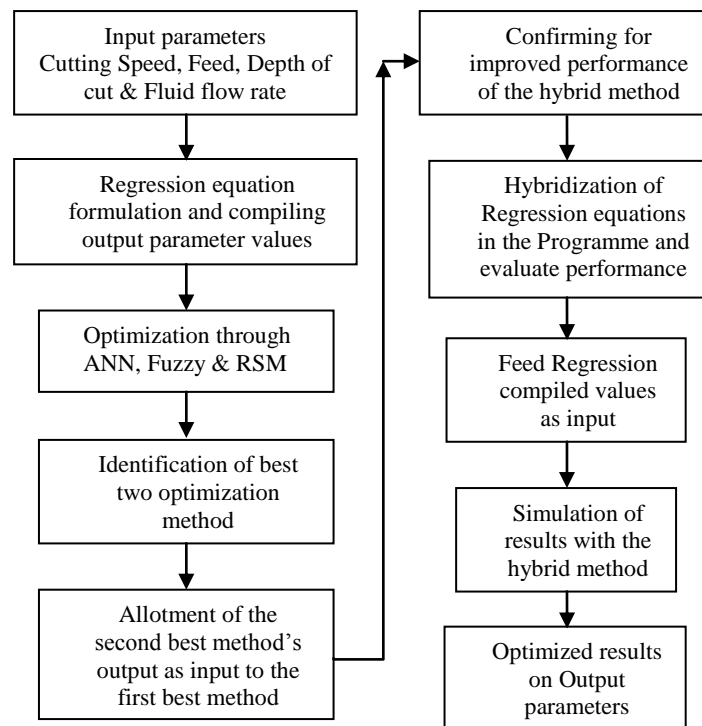 Input parameters
Cutting Speed, Feed, Depth of
cut & Fluid flow rate
Regression equation
formulation and compiling
output parameter values
Optimization through
ANN, Fuzzy & RSM
Identification of best
two optimization
method
Allotment of the
second best method's
output as input to the
first best method
Confirming for
improved performance
of the hybrid method
Hybridization of
Regression equations
in the Programme and
evaluate performance
Feed Regression
compiled values
as input
Simulation of
results with the
hybrid method
Optimized results
on Output
parameters